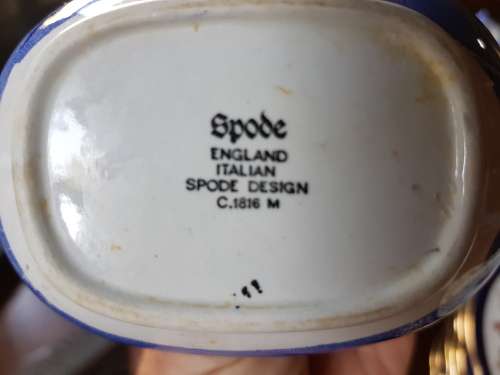 Spode
ENGLAND
ITALIAN
SPODE DESIGN
C.1816 M